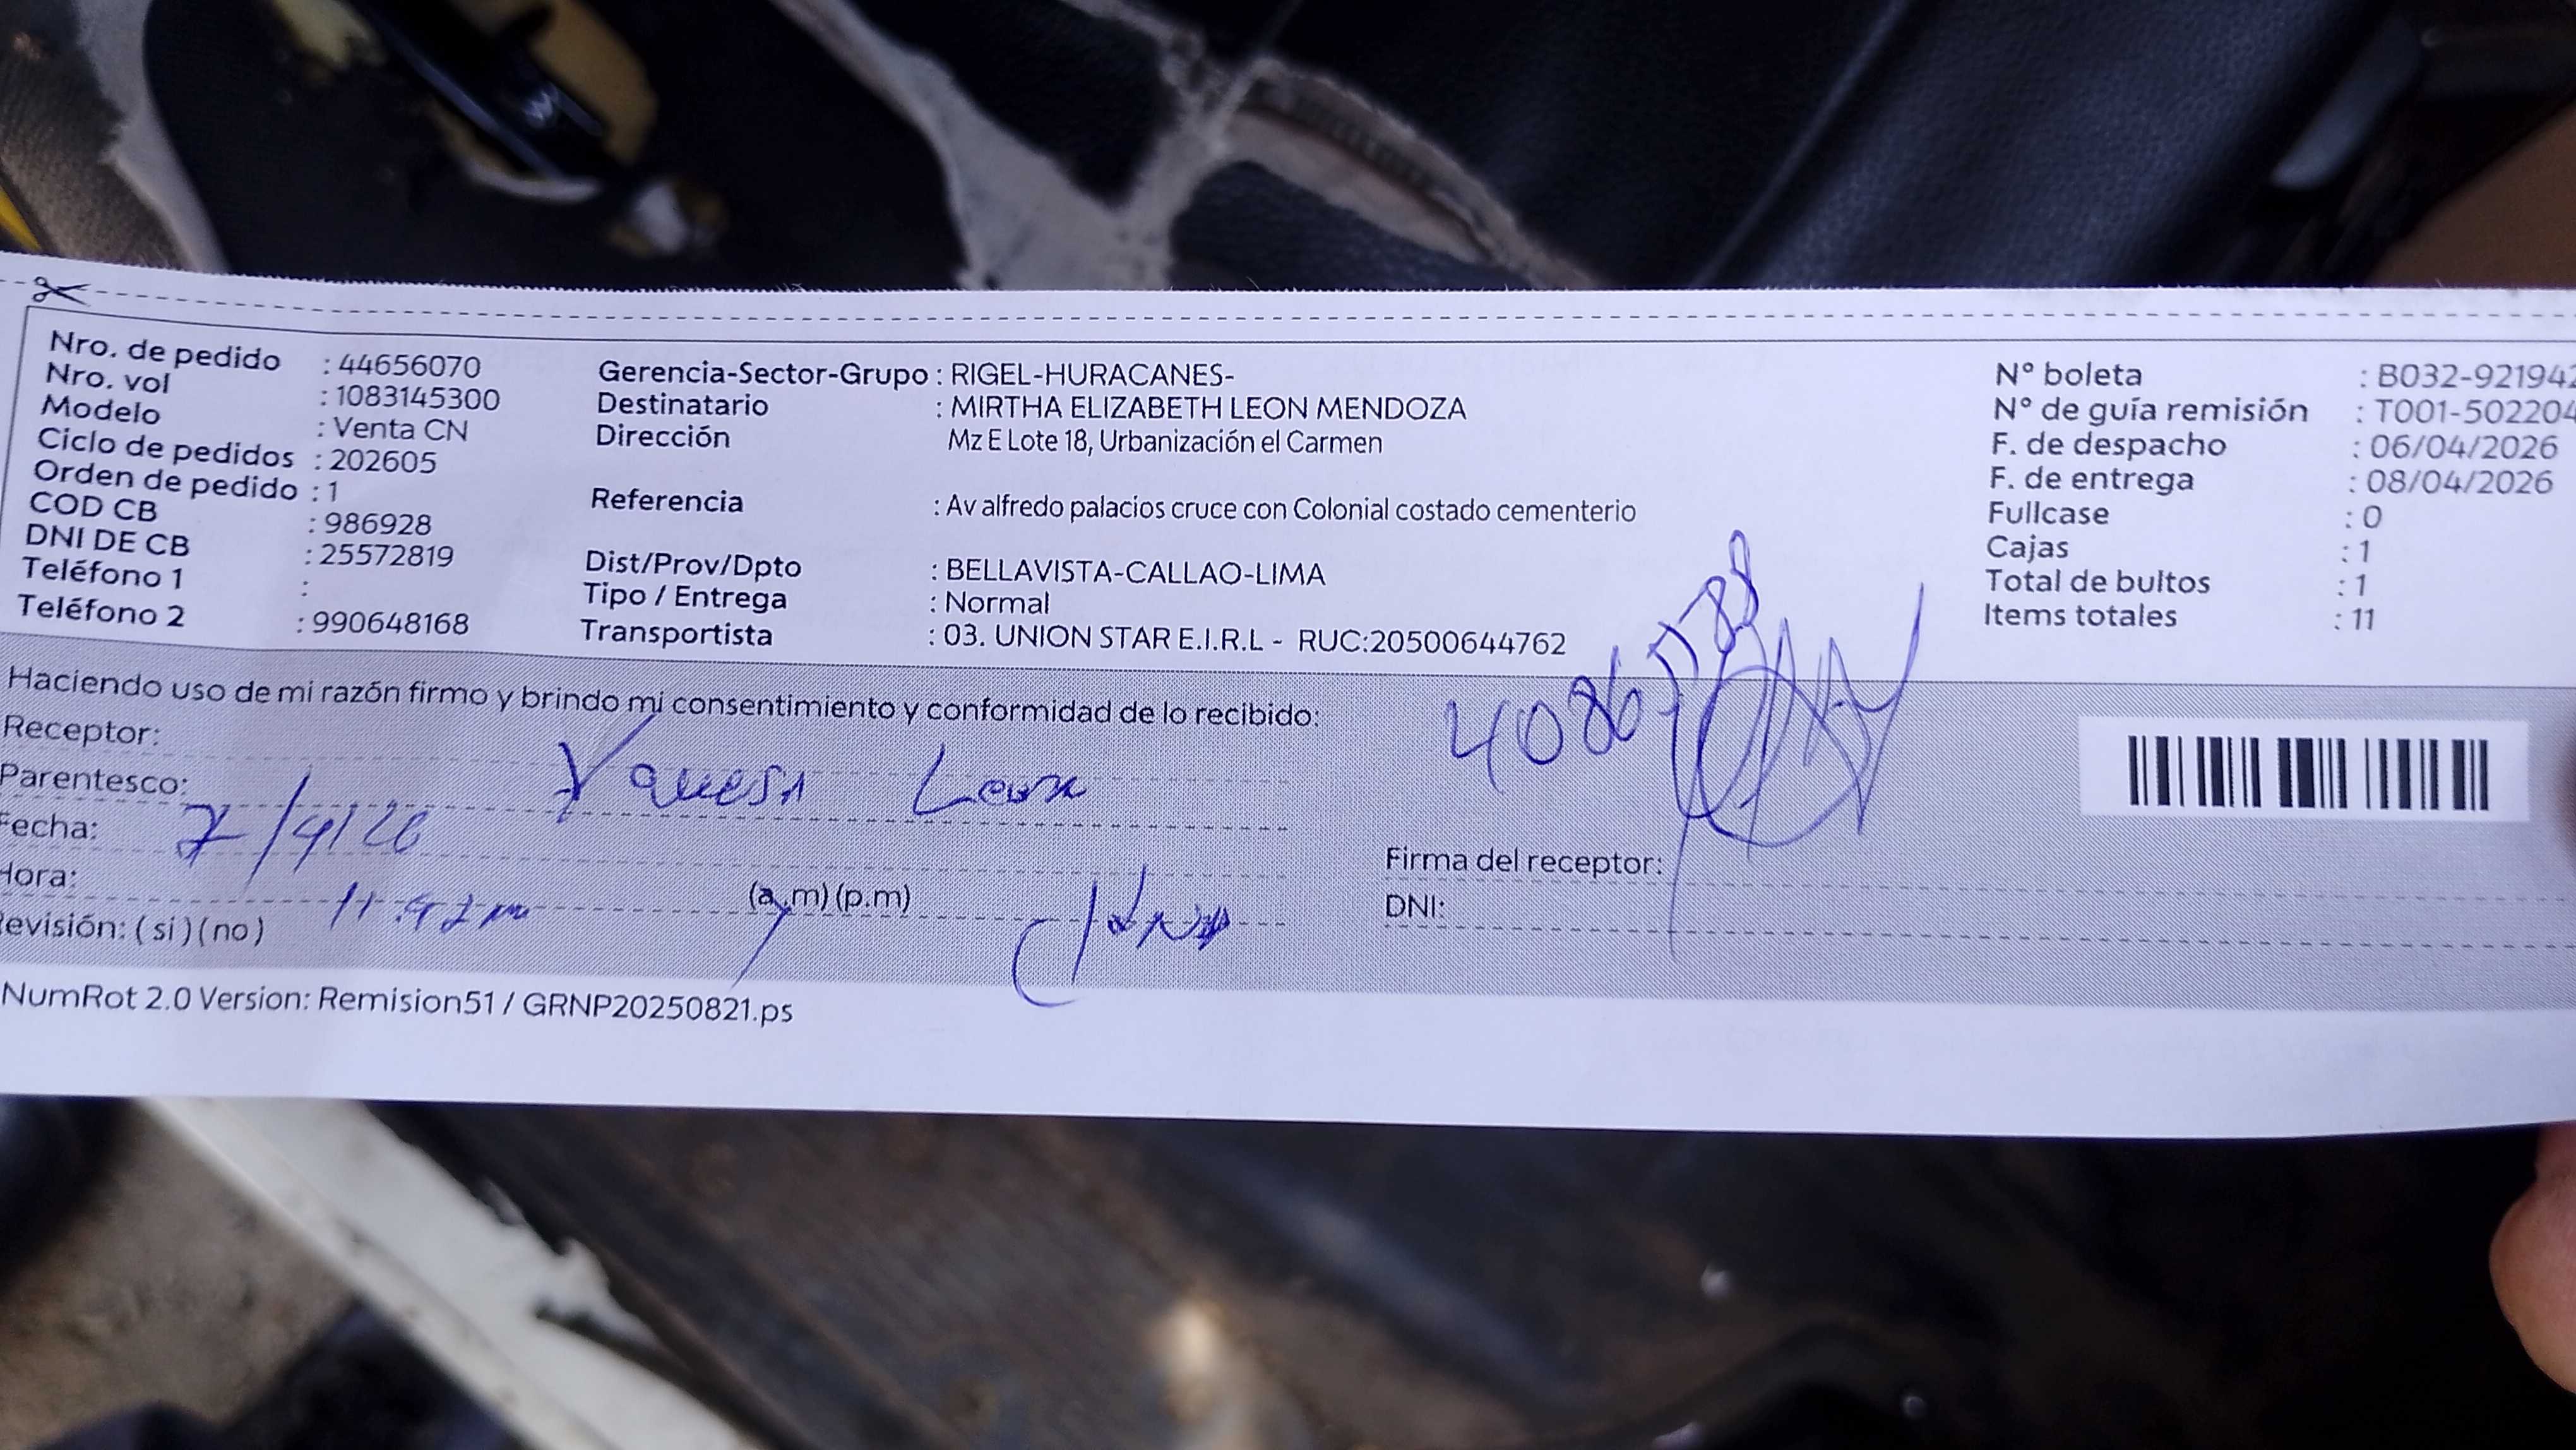 Nro. de pedido : 44656070
Nro. vol : 1083145300
Modelo : Venta CN
Ciclo de pedidos : 202605
Orden de pedido : 1
COD CB : 986928
DNI DE CB : 25572819
Teléfono 1 :
Teléfono 2 : 990648168
Gerencia-Sector-Grupo : RIGEL-HURACANES-
Destinatario : MIRTHA ELIZABETH LEON MENDOZA
Dirección Mz E Lote 18, Urbanización el Carmen
Referencia : Av alfredo palacios cruce con Colonial costado cementerio
Dist/Prov/Dpto : BELLAVISTA-CALLAO-LIMA
Tipo / Entrega : Normal
Transportista : 03. UNION STAR E.I.R.L - RUC:20500644762
N° boleta : B032-921942
N° de guía remisión : T001-502204
F. de despacho : 06/04/2026
F. de entrega : 08/04/2026
Fullcase : 0
Cajas : 1
Total de bultos : 1
Items totales : 11
Haciendo uso de mi razón firmo y brindo mi consentimiento y conformidad de lo recibido:
Receptor:
Parentesco: Leon
Fecha: 7/4/26
Hora: (a.m) (p.m)
Revisión: ( si ) ( no )
Firma del receptor:
DNI:
NumRot 2.0 Version: Remision51 / GRNP20250821.ps